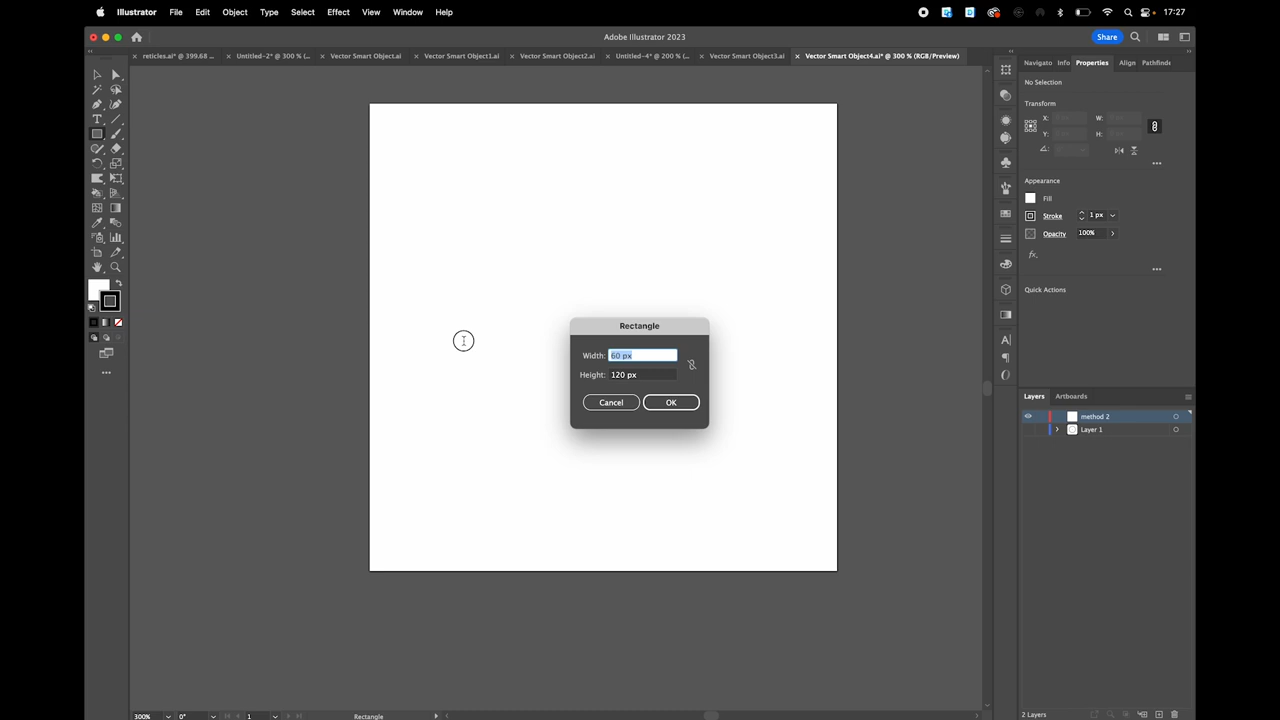 Illustrator File Edit Object Type Select Effect View Window Help 17:27
Adobe Illustrator 2023 Share
reticles.ai* @ 399.68 ... Untitled-2* @ 300 % (... Vector Smart Object.ai Vector Smart Object1.ai Vector Smart Object2.ai Untitled-4* @ 200 % (... Vector Smart Object3.ai Vector Smart Object4.ai* @ 300 % (RGB/Preview)
Navigato Info Properties Align Pathfinds
No Selection
Transform
X: W:
Y: H:
Appearance
Fill
Stroke 1 px
Opacity 100%
fx.
Quick Actions
Rectangle
Width: 60 px
Height: 120 px
Cancel OK
Layers Artboards
method 2
Layer 1
300% 0° 1 Rectangle 2 Layers